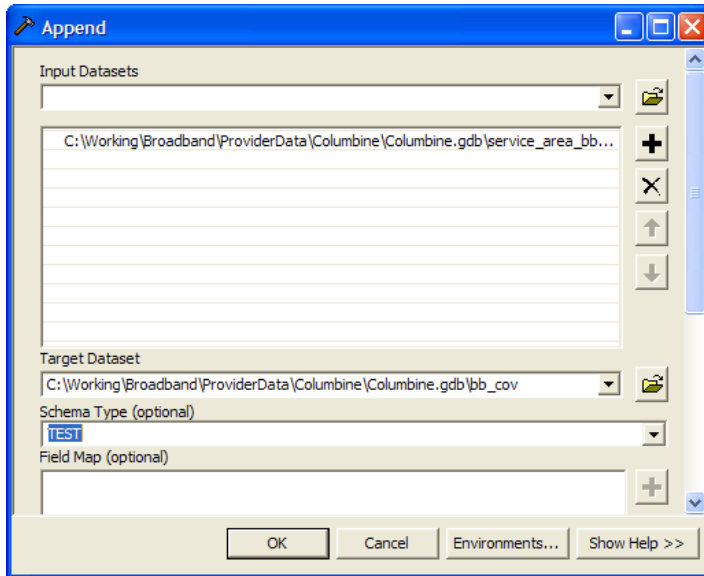 Append
Input Datasets
C:\Working\Broadband\ProviderData\Columbine\Columbine.gdb\service_area_bb...
Target Dataset
C:\Working\Broadband\ProviderData\Columbine\Columbine.gdb\bb_cov
Schema Type (optional)
TEST
Field Map (optional)
OK Cancel Environments... Show Help >>